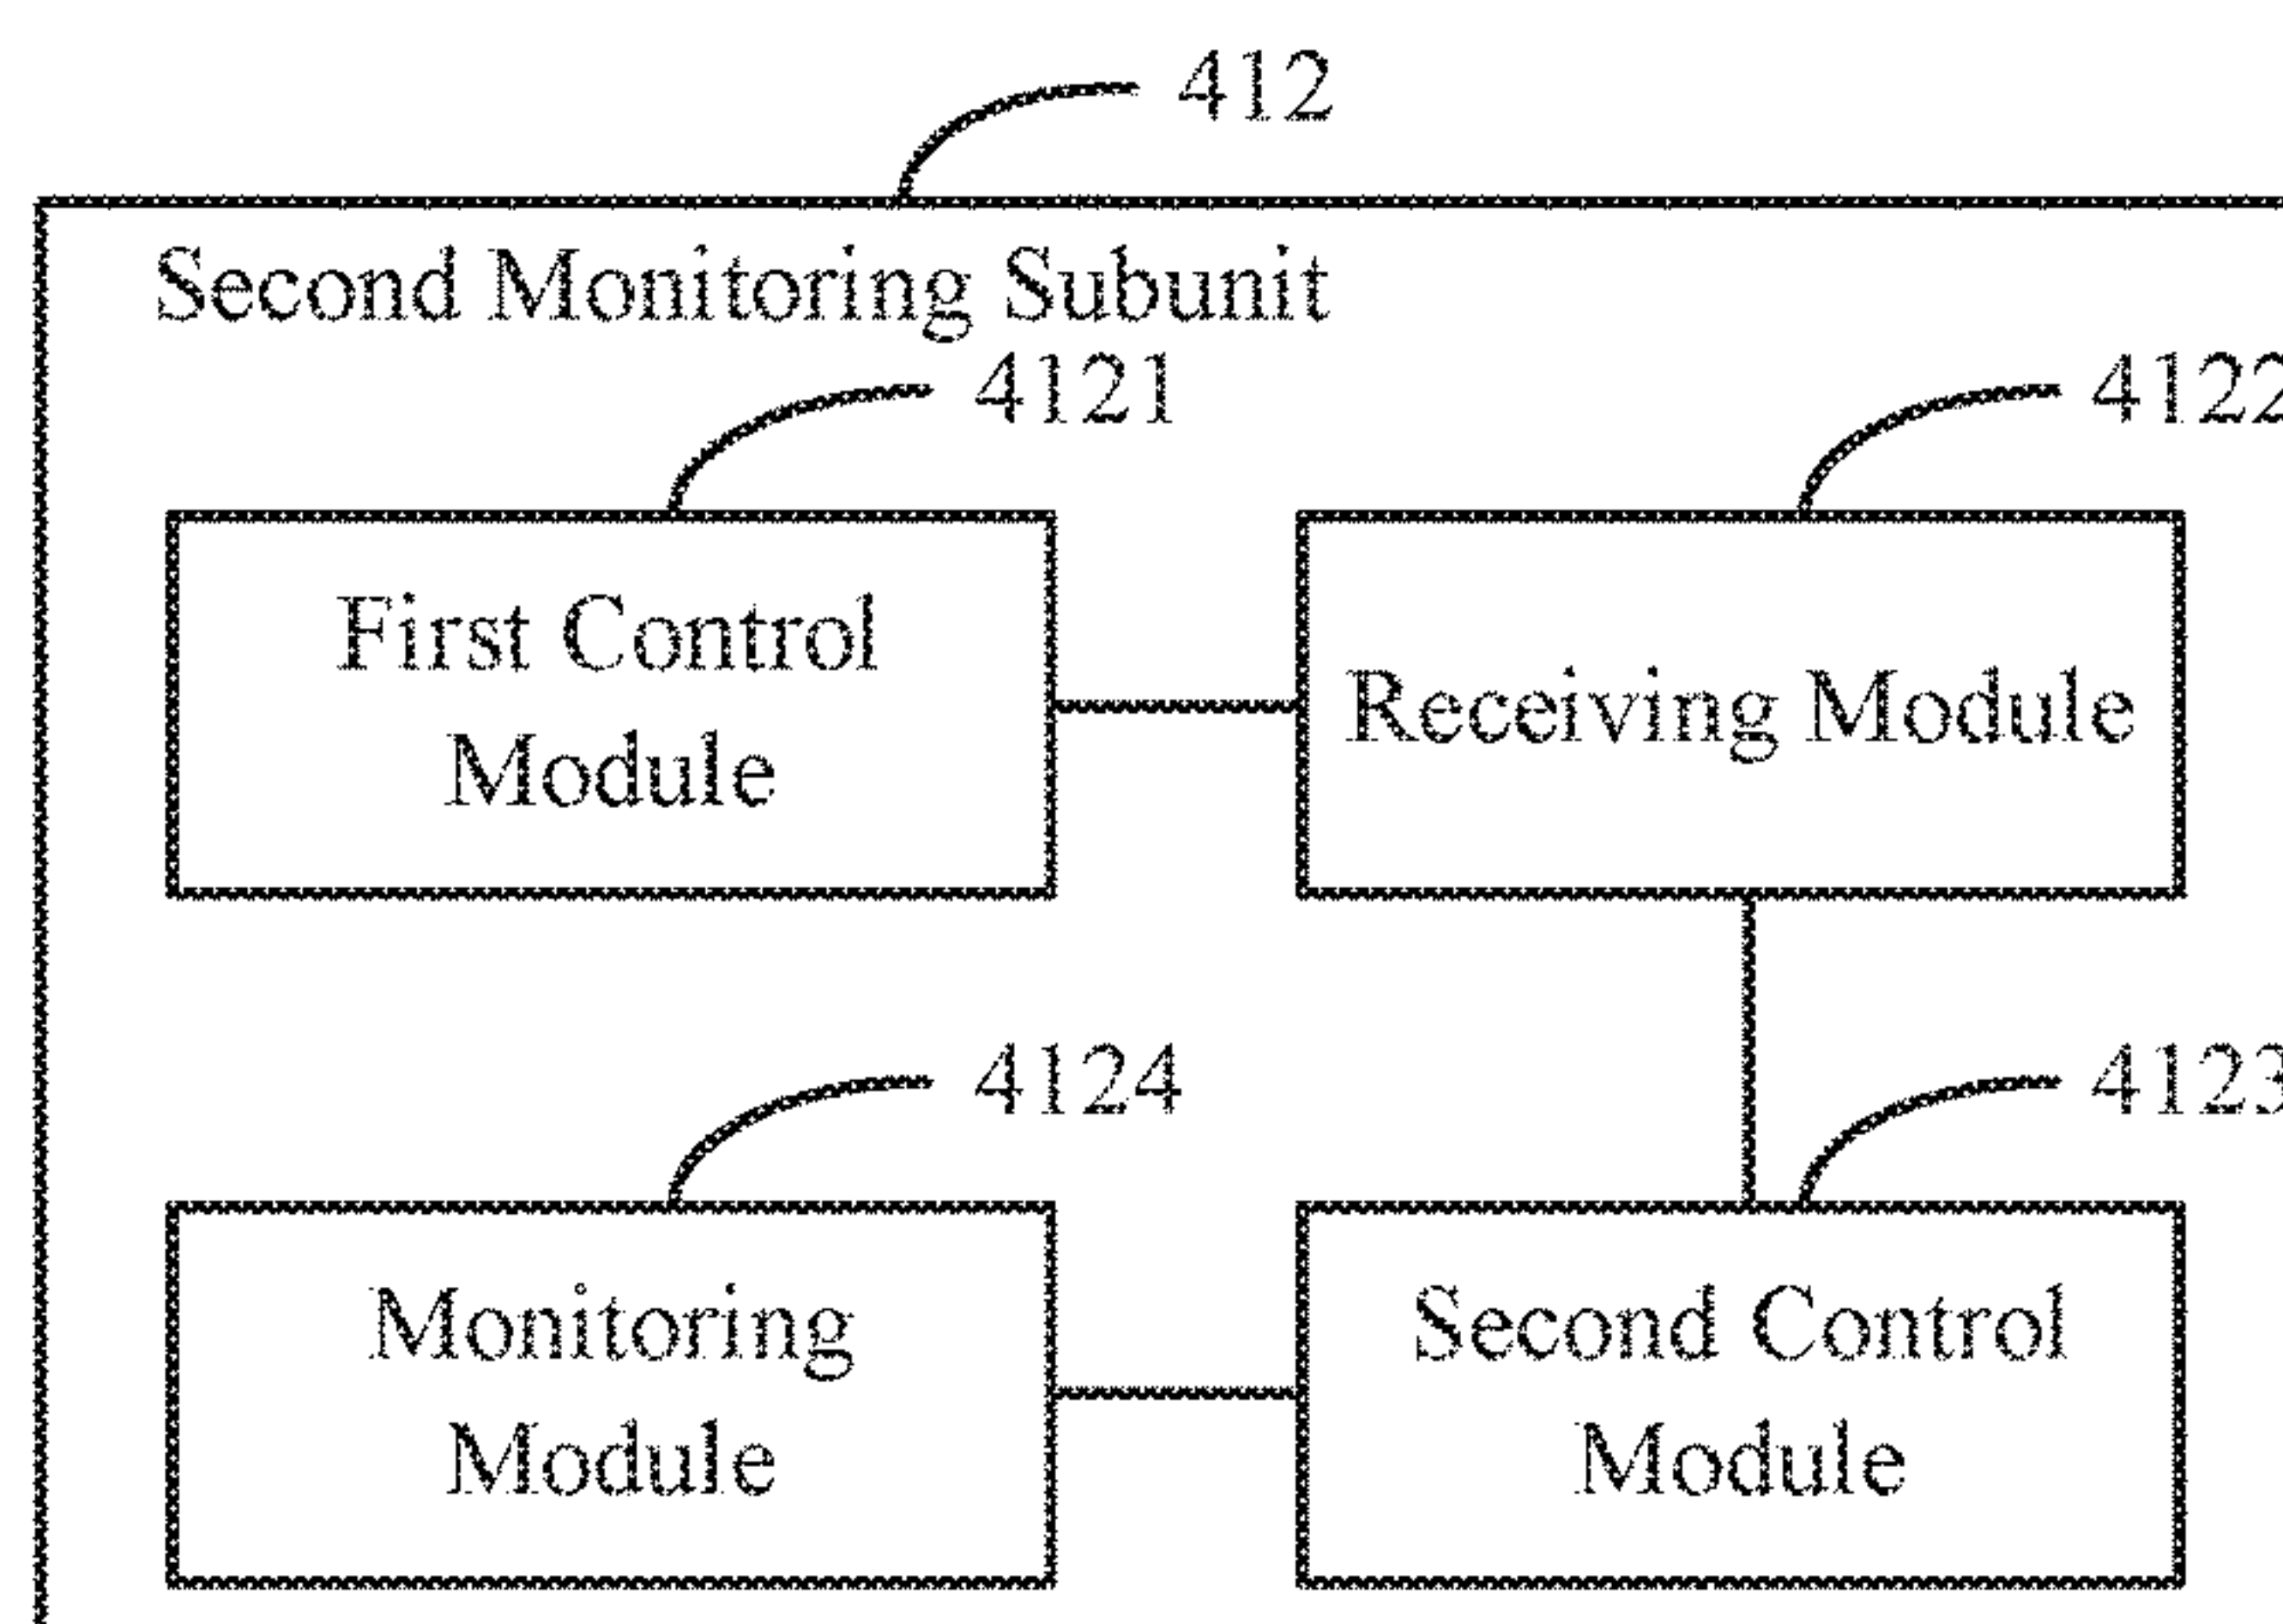 412
Second Monitoring Subunit
4121
4122
First Control
Module
Receiving Module
4124
4123
Monitoring
Module
Second Control
Module